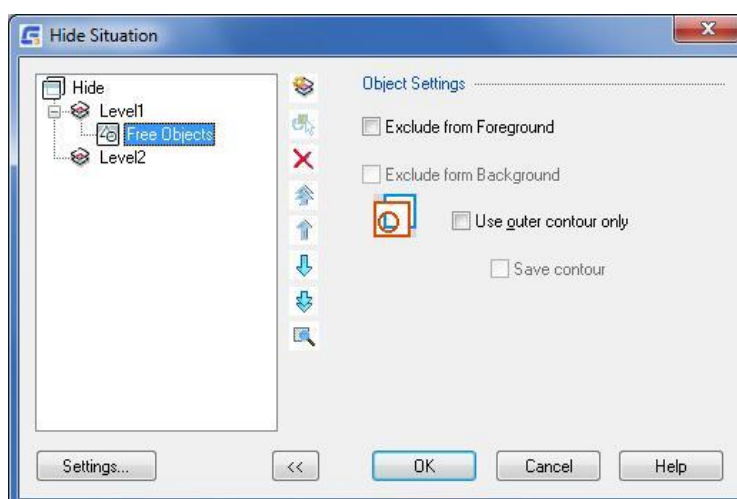 Hide Situation
Hide
Level1
Free Objects
Level2
Object Settings
Exclude from Foreground
Exclude form Background
Use outer contour only
Save contour
Settings...
<<
OK
Cancel
Help